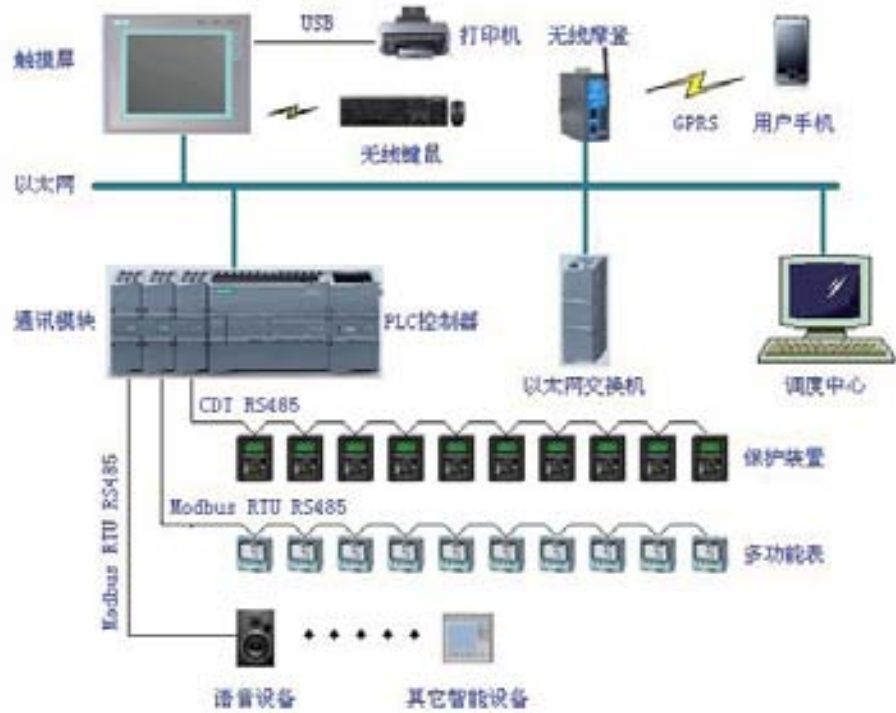 USB
打印机
无线摩登
触摸屏
GPRS
用户手机
无线键鼠
以太网
通讯模块
PLC控制器
以太网交换机
调度中心
CDT RS485
保护装置
Modbus RTU RS485
Modbus RTU RS485
多功能表
语音设备
其它智能设备